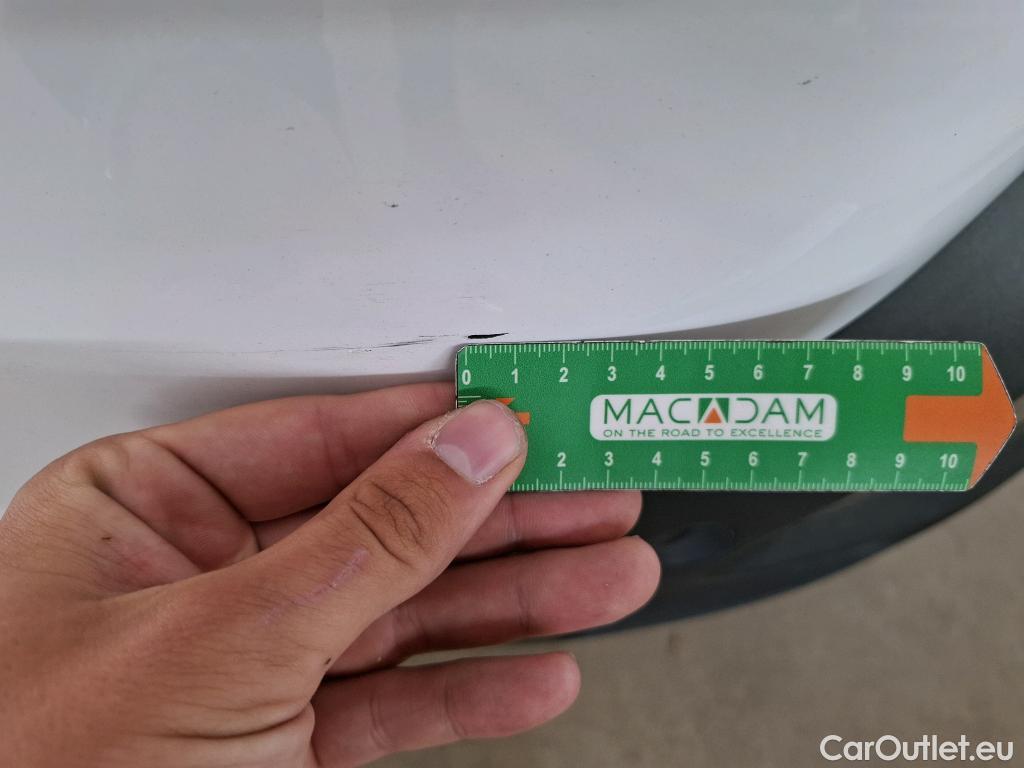 0 1 2 3 4 5 6 7 8 9 10
MACADAM
ON THE ROAD TO EXCELLENCE
2 3 4 5 6 7 8 9 10
CarOutlet.eu